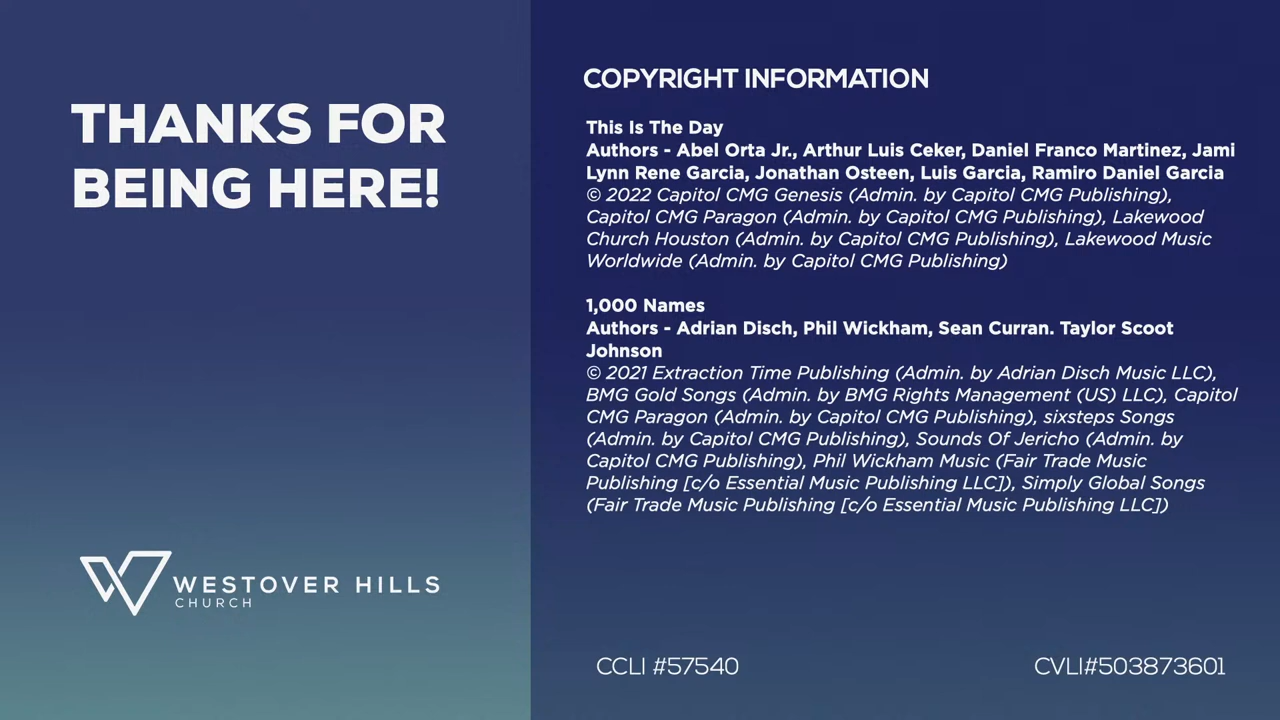 THANKS FOR
BEING HERE!
WESTOVER HILLS
CHURCH
COPYRIGHT INFORMATION
This Is The Day
Authors - Abel Orta Jr., Arthur Luis Ceker, Daniel Franco Martinez, Jami
Lynn Rene Garcia, Jonathan Osteen, Luis Garcia, Ramiro Daniel Garcia
© 2022 Capitol CMG Genesis (Admin. by Capitol CMG Publishing),
Capitol CMG Paragon (Admin. by Capitol CMG Publishing), Lakewood
Church Houston (Admin. by Capitol CMG Publishing), Lakewood Music
Worldwide (Admin. by Capitol CMG Publishing)
1,000 Names
Authors - Adrian Disch, Phil Wickham, Sean Curran. Taylor Scoot
Johnson
© 2021 Extraction Time Publishing (Admin. by Adrian Disch Music LLC),
BMG Gold Songs (Admin. by BMG Rights Management (US) LLC), Capitol
CMG Paragon (Admin. by Capitol CMG Publishing), sixsteps Songs
(Admin. by Capitol CMG Publishing), Sounds Of Jericho (Admin. by
Capitol CMG Publishing), Phil Wickham Music (Fair Trade Music
Publishing [c/o Essential Music Publishing LLC]), Simply Global Songs
(Fair Trade Music Publishing [c/o Essential Music Publishing LLC])
CCLI #57540
CVLI#503873601